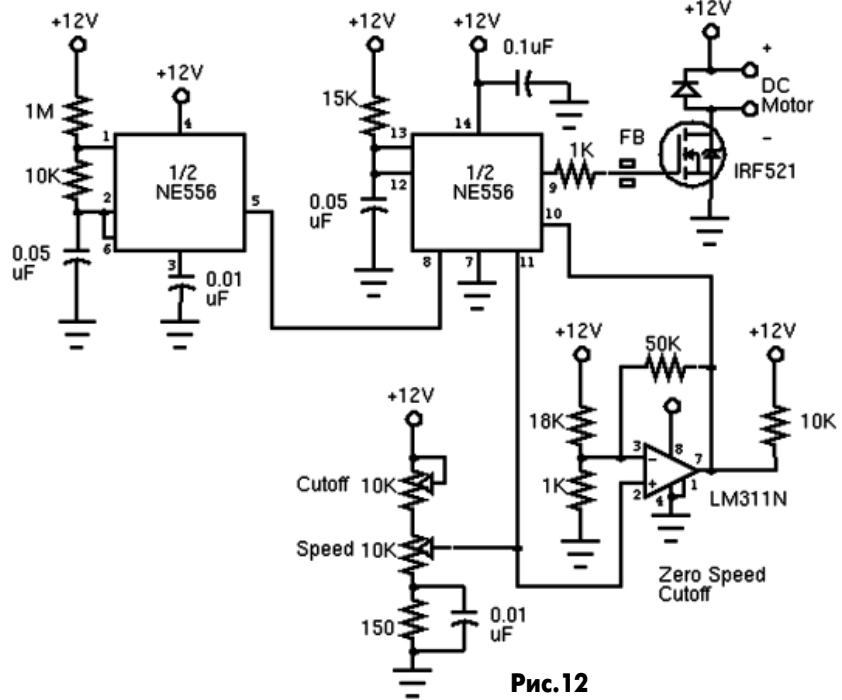 +12V
+12V
+12V
+12V
+12V
0.1uF
+
DC
Motor
-
1M
4
15K
14
1
1/2
NE556
13
1/2
NE556
1K
FB
IRF521
10K
12
9
2
5
0.05
uF
10
6
0.05
uF
3
0.01
uF
8
7
11
+12V
50K
+12V
+12V
18K
10K
3
-
8
7
Cutoff 10K
1K
+
2
4
1
LM311N
Speed 10K
Zero Speed
Cutoff
150
0.01
uF
Рис.12